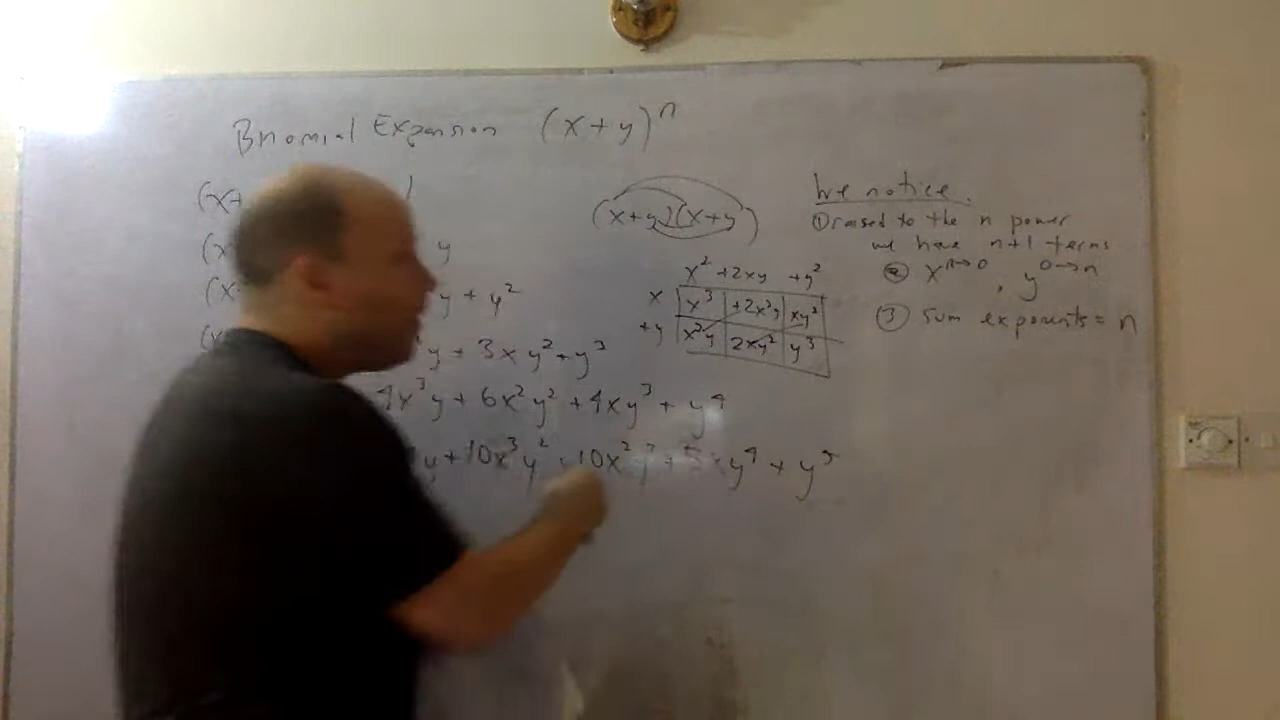 Binomial Expansion (x+y)^n
(x+ 1
(x y
(x y + y²
(x y + 3xy² + y³
4x³y + 6x²y² + 4xy³ + y⁴
y + 10x³y² + 10x²y³ + 5xy⁴ + y⁵
(x+y)(x+y)
x² +2xy +y²
x x³ +2x²y xy²
+y x²y 2xy² y³
We notice.
① raised to the n power
we have n+1 terms
② x^(n→0) , y^(0→n)
③ sum exponents = n